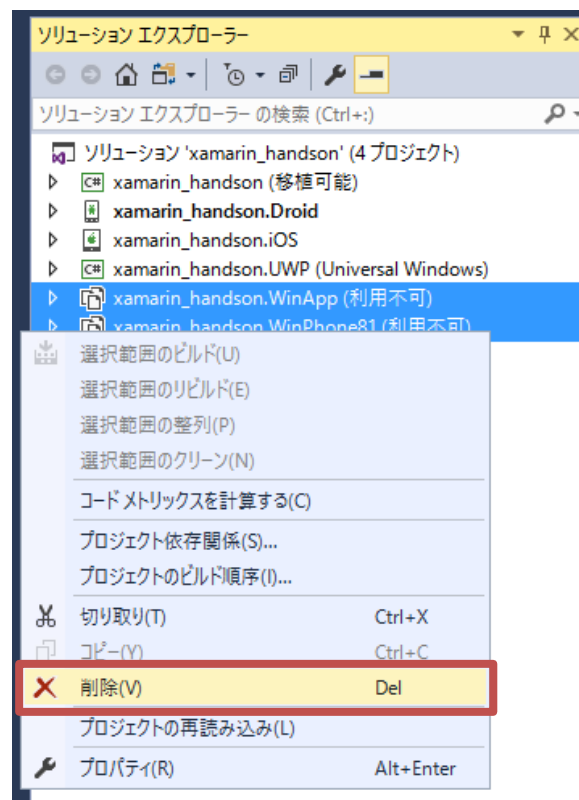 ソリューション エクスプローラー
ソリューション エクスプローラー の検索 (Ctrl+:)
ソリューション 'xamarin_handson' (4 プロジェクト)
C# xamarin_handson (移植可能)
xamarin_handson.Droid
xamarin_handson.iOS
C# xamarin_handson.UWP (Universal Windows)
xamarin_handson.WinApp (利用不可)
xamarin_handson.WinPhone81 (利用不可)
選択範囲のビルド(U)
選択範囲のリビルド(E)
選択範囲の整列(P)
選択範囲のクリーン(N)
コード メトリックスを計算する(C)
プロジェクト依存関係(S)...
プロジェクトのビルド順序(I)...
切り取り(T) Ctrl+X
コピー(Y) Ctrl+C
削除(V) Del
プロジェクトの再読み込み(L)
プロパティ(R) Alt+Enter